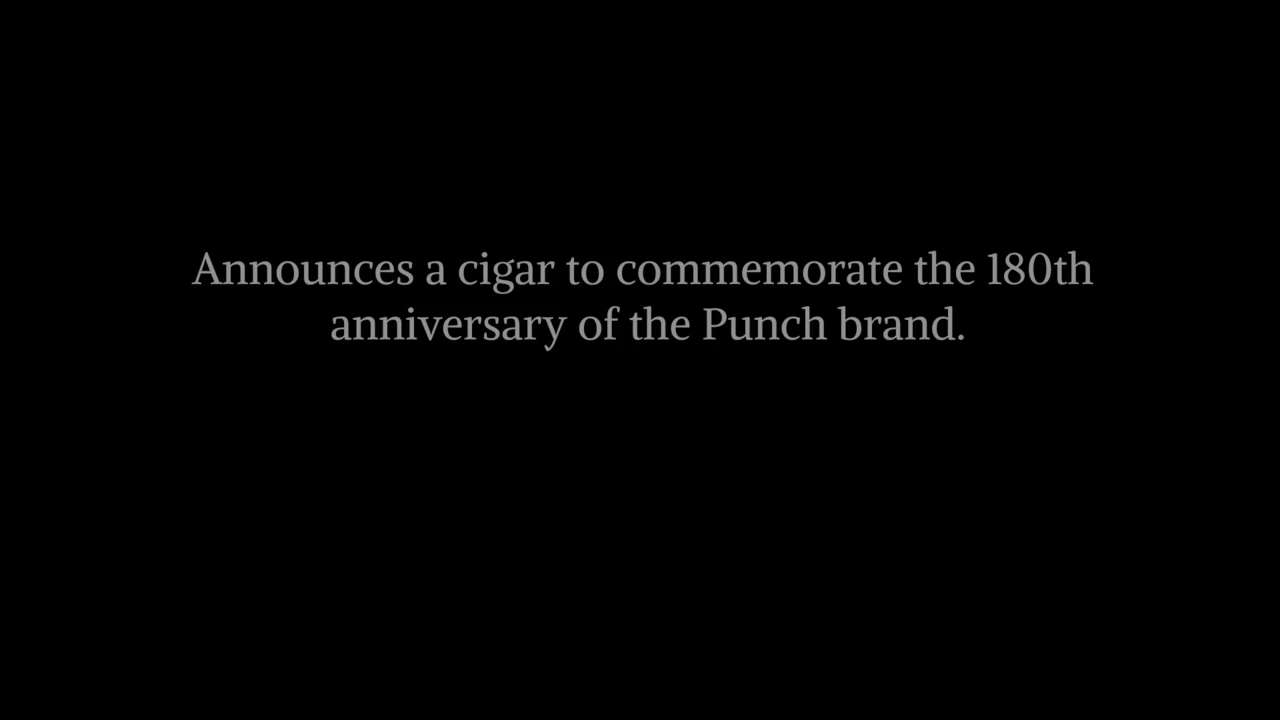 Announces a cigar to commemorate the 180th
anniversary of the Punch brand.